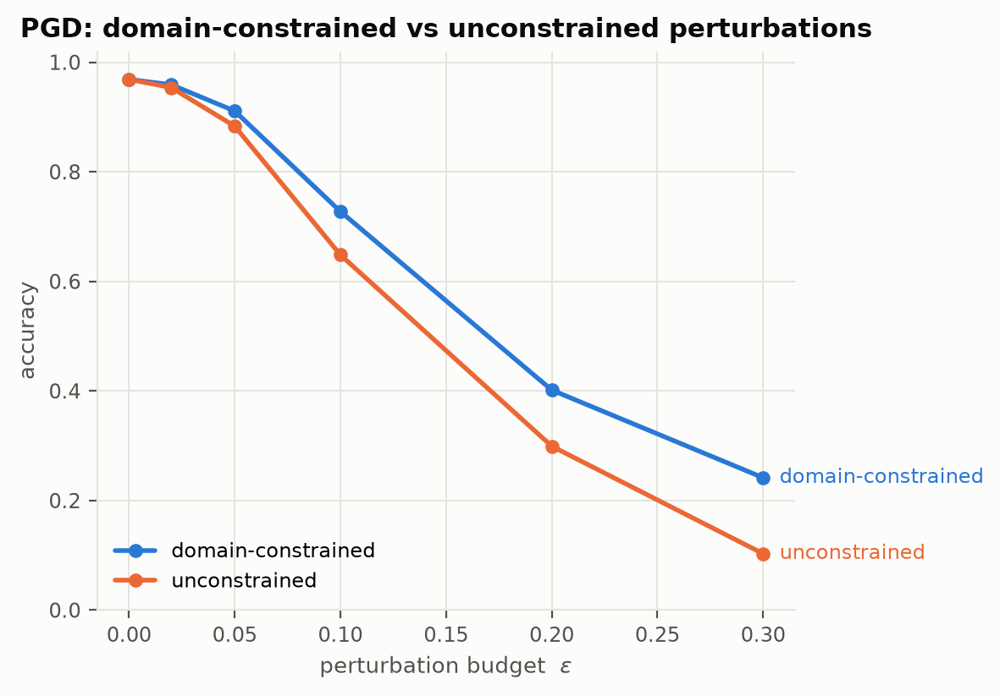 PGD: domain-constrained vs unconstrained perturbations
1.0
0.8
0.6
0.4
0.2
0.0
accuracy
domain-constrained
unconstrained
domain-constrained
unconstrained
0.00 0.05 0.10 0.15 0.20 0.25 0.30
perturbation budget ε